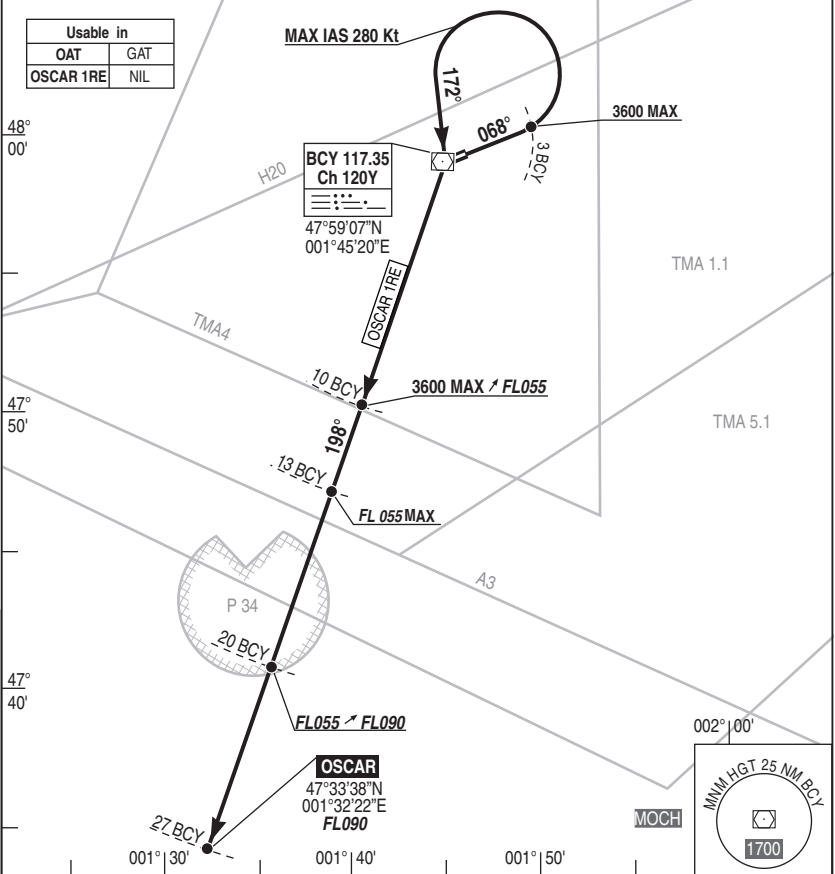 Usable in
OAT GAT
OSCAR 1RE NIL
MAX IAS 280 Kt
172°
068°
3600 MAX
3 BCY
48°
00'
BCY 117.35
Ch 120Y
47°59'07"N
001°45'20"E
H20
TMA 1.1
OSCAR 1RE
TMA4
10 BCY
3600 MAX ↗ FL055
47°
50'
198°
TMA 5.1
13 BCY
FL 055 MAX
A3
P 34
20 BCY
47°
40'
FL055 ↗ FL090
002° 00'
OSCAR
47°33'38"N
001°32'22"E
FL090
27 BCY
MOCH
MNM HGT 25 NM BCY
1700
001° 30' 001° 40' 001° 50'